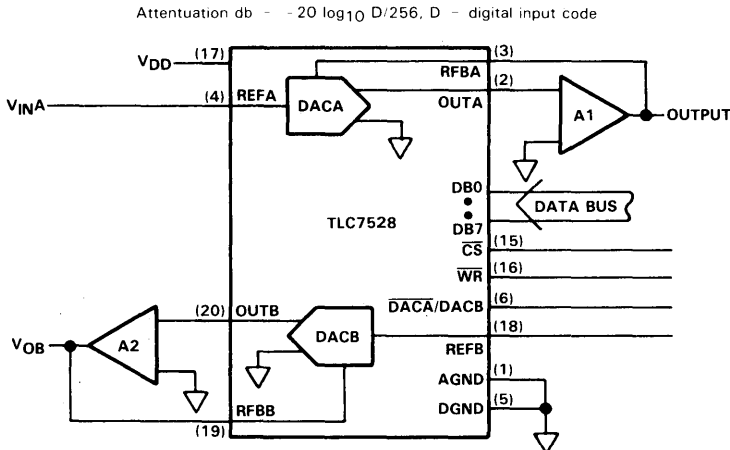 Attentuation db - -20 log10 D/256, D - digital input code
VDD (17)
(3)
RFBA
(2)
OUTA
VINA (4) REFA
DACA
A1
OUTPUT
DB0
DATA BUS
DB7
TLC7528
(15)
CS
(16)
WR
(6)
DACA/DACB
(18)
REFB
(20) OUTB
DACB
VOB
A2
(1)
AGND
(5)
DGND
RFBB
(19)